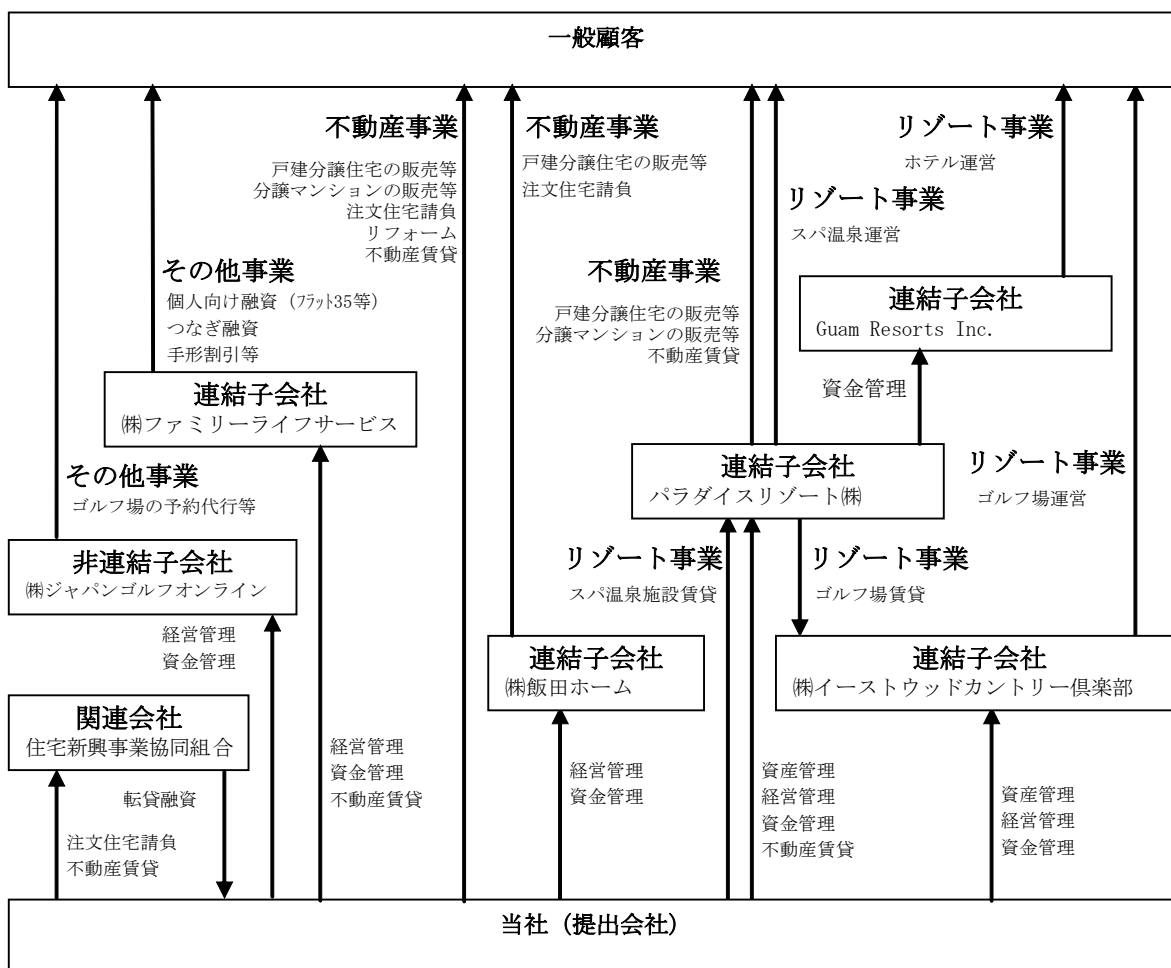 一般顧客
不動産事業
戸建分譲住宅の販売等
分譲マンションの販売等
注文住宅請負
リフォーム
不動産賃貸
不動産事業
戸建分譲住宅の販売等
注文住宅請負
リゾート事業
ホテル運営
リゾート事業
スパ温泉運営
その他事業
個人向け融資（ﾌﾗｯﾄ35等）
つなぎ融資
手形割引等
不動産事業
戸建分譲住宅の販売等
分譲マンションの販売等
不動産賃貸
連結子会社
Guam Resorts Inc.
資金管理
連結子会社
㈱ファミリーライフサービス
その他事業
ゴルフ場の予約代行等
連結子会社
パラダイスリゾート㈱
リゾート事業
ゴルフ場運営
非連結子会社
㈱ジャパンゴルフオンライン
経営管理
資金管理
リゾート事業
スパ温泉施設賃貸
リゾート事業
ゴルフ場賃貸
連結子会社
㈱飯田ホーム
連結子会社
㈱イーストウッドカントリー倶楽部
関連会社
住宅新興事業協同組合
転貸融資
注文住宅請負
不動産賃貸
経営管理
資金管理
不動産賃貸
経営管理
資金管理
資産管理
経営管理
資金管理
不動産賃貸
資産管理
経営管理
資金管理
当社（提出会社）